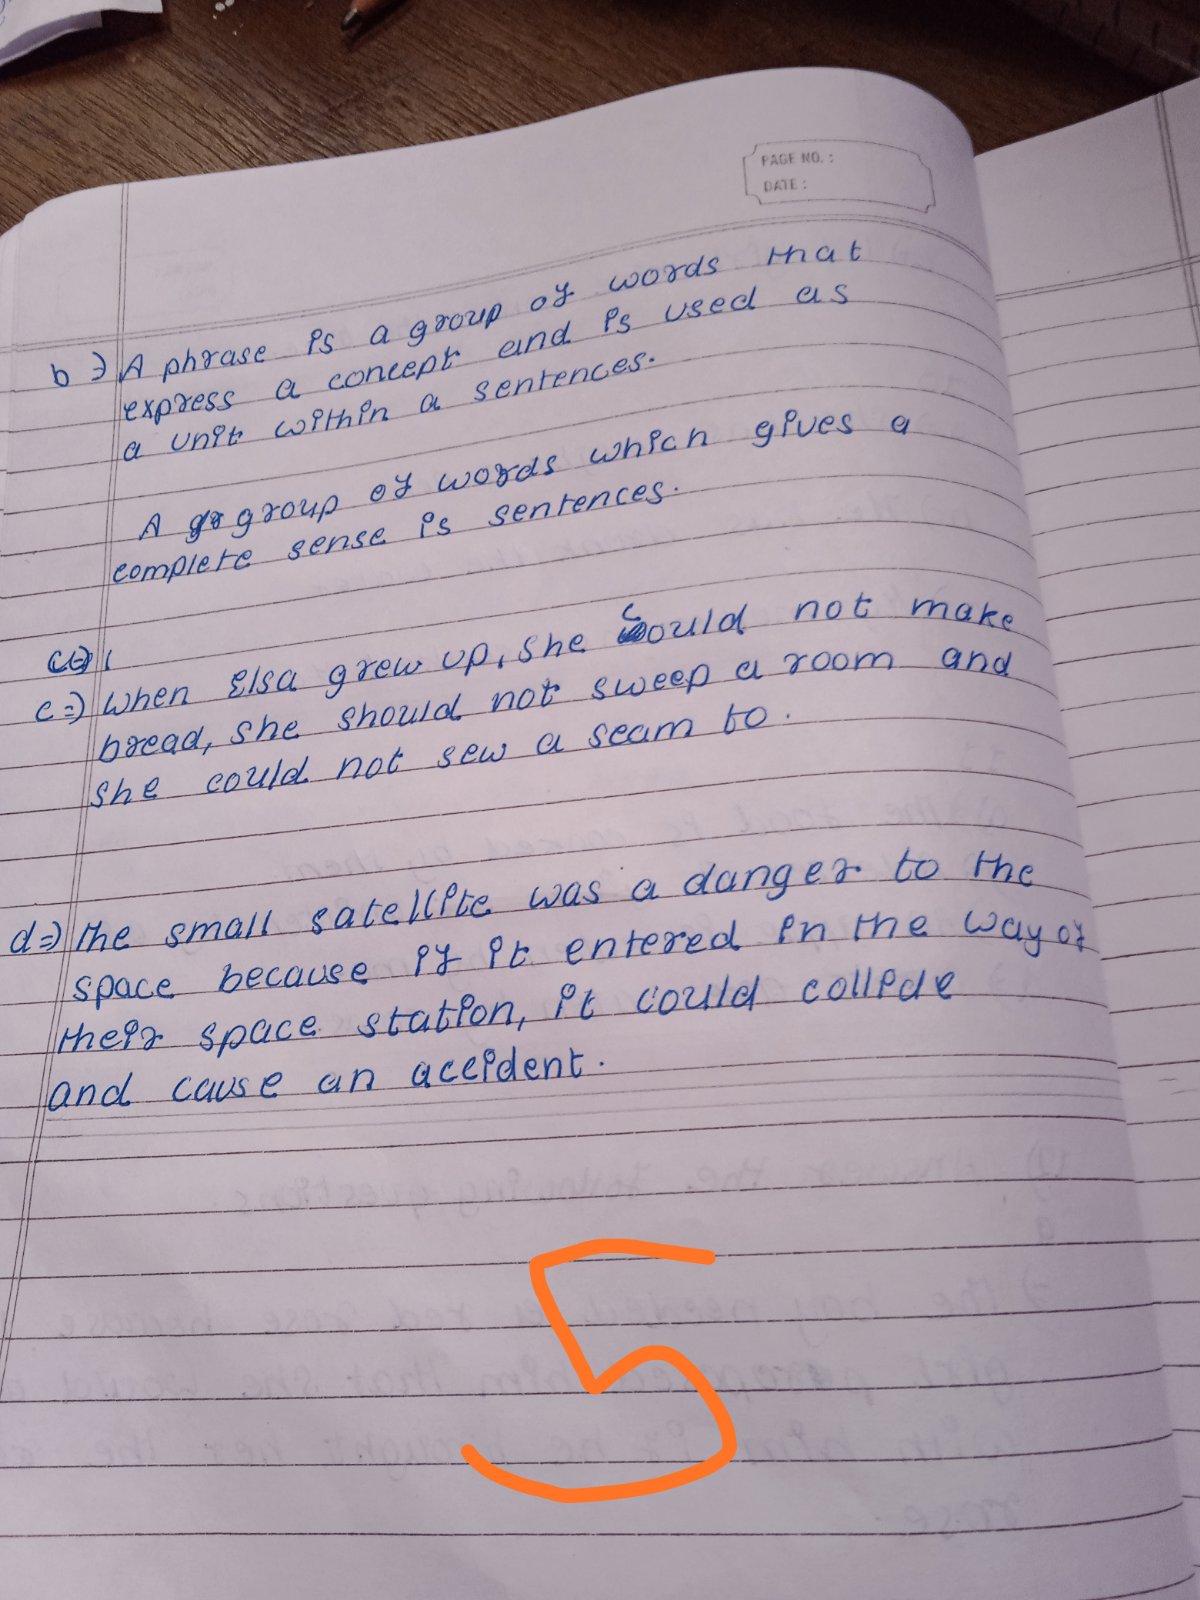 PAGE NO. :
DATE :
b ⇒ A phrase is a group of words that
express a concept and is used as
a unit within a sentences.
A group of words which gives a
complete sense is sentences.
c ⇒ When Elsa grew up, she could not make
bread, she should not sweep a room and
she could not sew a seam to.
d ⇒ The small satellite was a danger to the
space because if it entered in the way of
their space station, it could collide
and cause an accident.
5